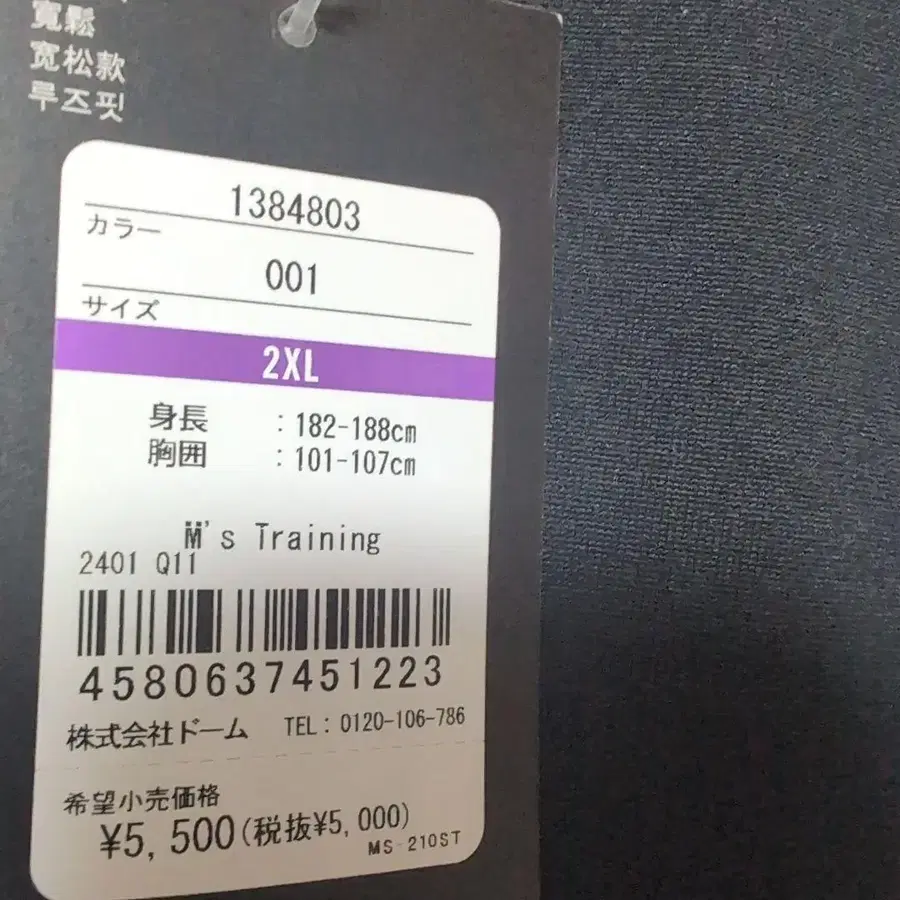 寬鬆
宽松款
루즈핏
1384803
カラー
001
サイズ
2XL
身長 : 182-188cm
胸囲 : 101-107cm
M's Training
2401 Q11
4580637451223
株式会社ドーム TEL: 0120-106-786
希望小売価格
¥5,500(税抜¥5,000)
MS-210ST